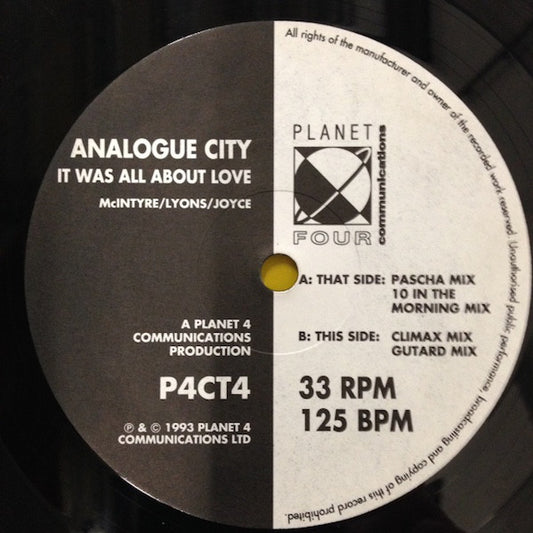 ANALOGUE CITY
IT WAS ALL ABOUT LOVE
McINTYRE/LYONS/JOYCE
A PLANET 4
COMMUNICATIONS
PRODUCTION
P4CT4
℗ & © 1993 PLANET 4
COMMUNICATIONS LTD
PLANET
FOUR
communications
A: THAT SIDE: PASCHA MIX
10 IN THE
MORNING MIX
B: THIS SIDE: CLIMAX MIX
GUTARD MIX
33 RPM
125 BPM
All rights of the manufacturer and owner of the recorded work reserved. Unauthorised public performance, broadcasting and copying of this record prohibited.